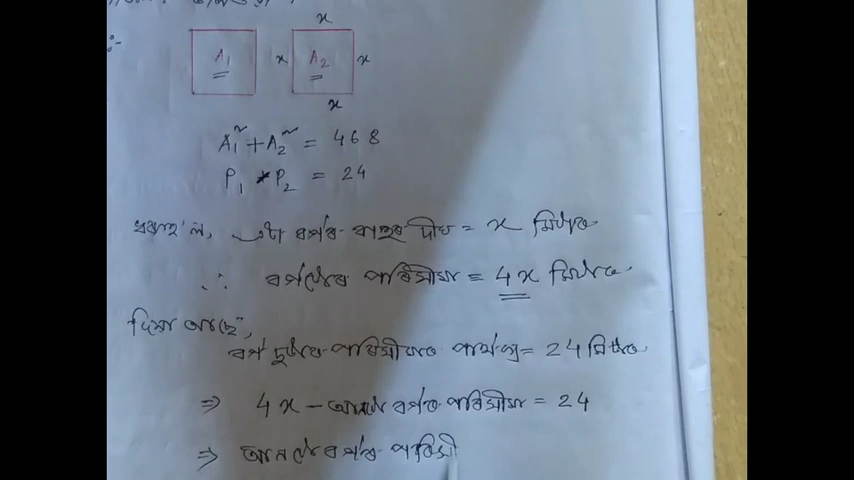 x
A₁ x A₂ x
x
A₁² + A₂² = 468
P₁ - P₂ = 24
ধৰা হ'ল, এটা বৰ্গৰ বাহুৰ দীঘ = x মিটাৰ
∴ বৰ্গটোৰ পৰিসীমা = 4x মিটাৰ
দিয়া আছে,
বৰ্গ দুটাৰ পৰিসীমাৰ পাৰ্থক্য = 24 মিটাৰ
⇒ 4x - আনটো বৰ্গৰ পৰিসীমা = 24
⇒ আনটো বৰ্গৰ পৰিসী